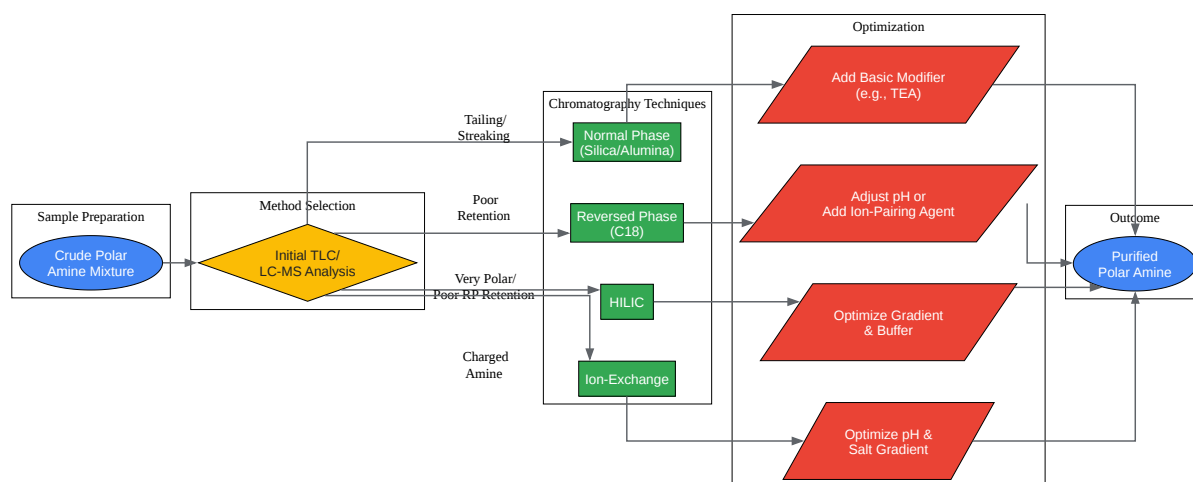 Sample Preparation
Crude Polar
Amine Mixture
Method Selection
Initial TLC/
LC-MS Analysis
Tailing/
Streaking
Poor
Retention
Very Polar/
Poor RP Retention
Charged
Amine
Chromatography Techniques
Normal Phase
(Silica/Alumina)
Reversed Phase
(C18)
HILIC
Ion-Exchange
Optimization
Add Basic Modifier
(e.g., TEA)
Adjust pH or
Add Ion-Pairing Agent
Optimize Gradient
& Buffer
Optimize pH &
Salt Gradient
Outcome
Purified
Polar Amine